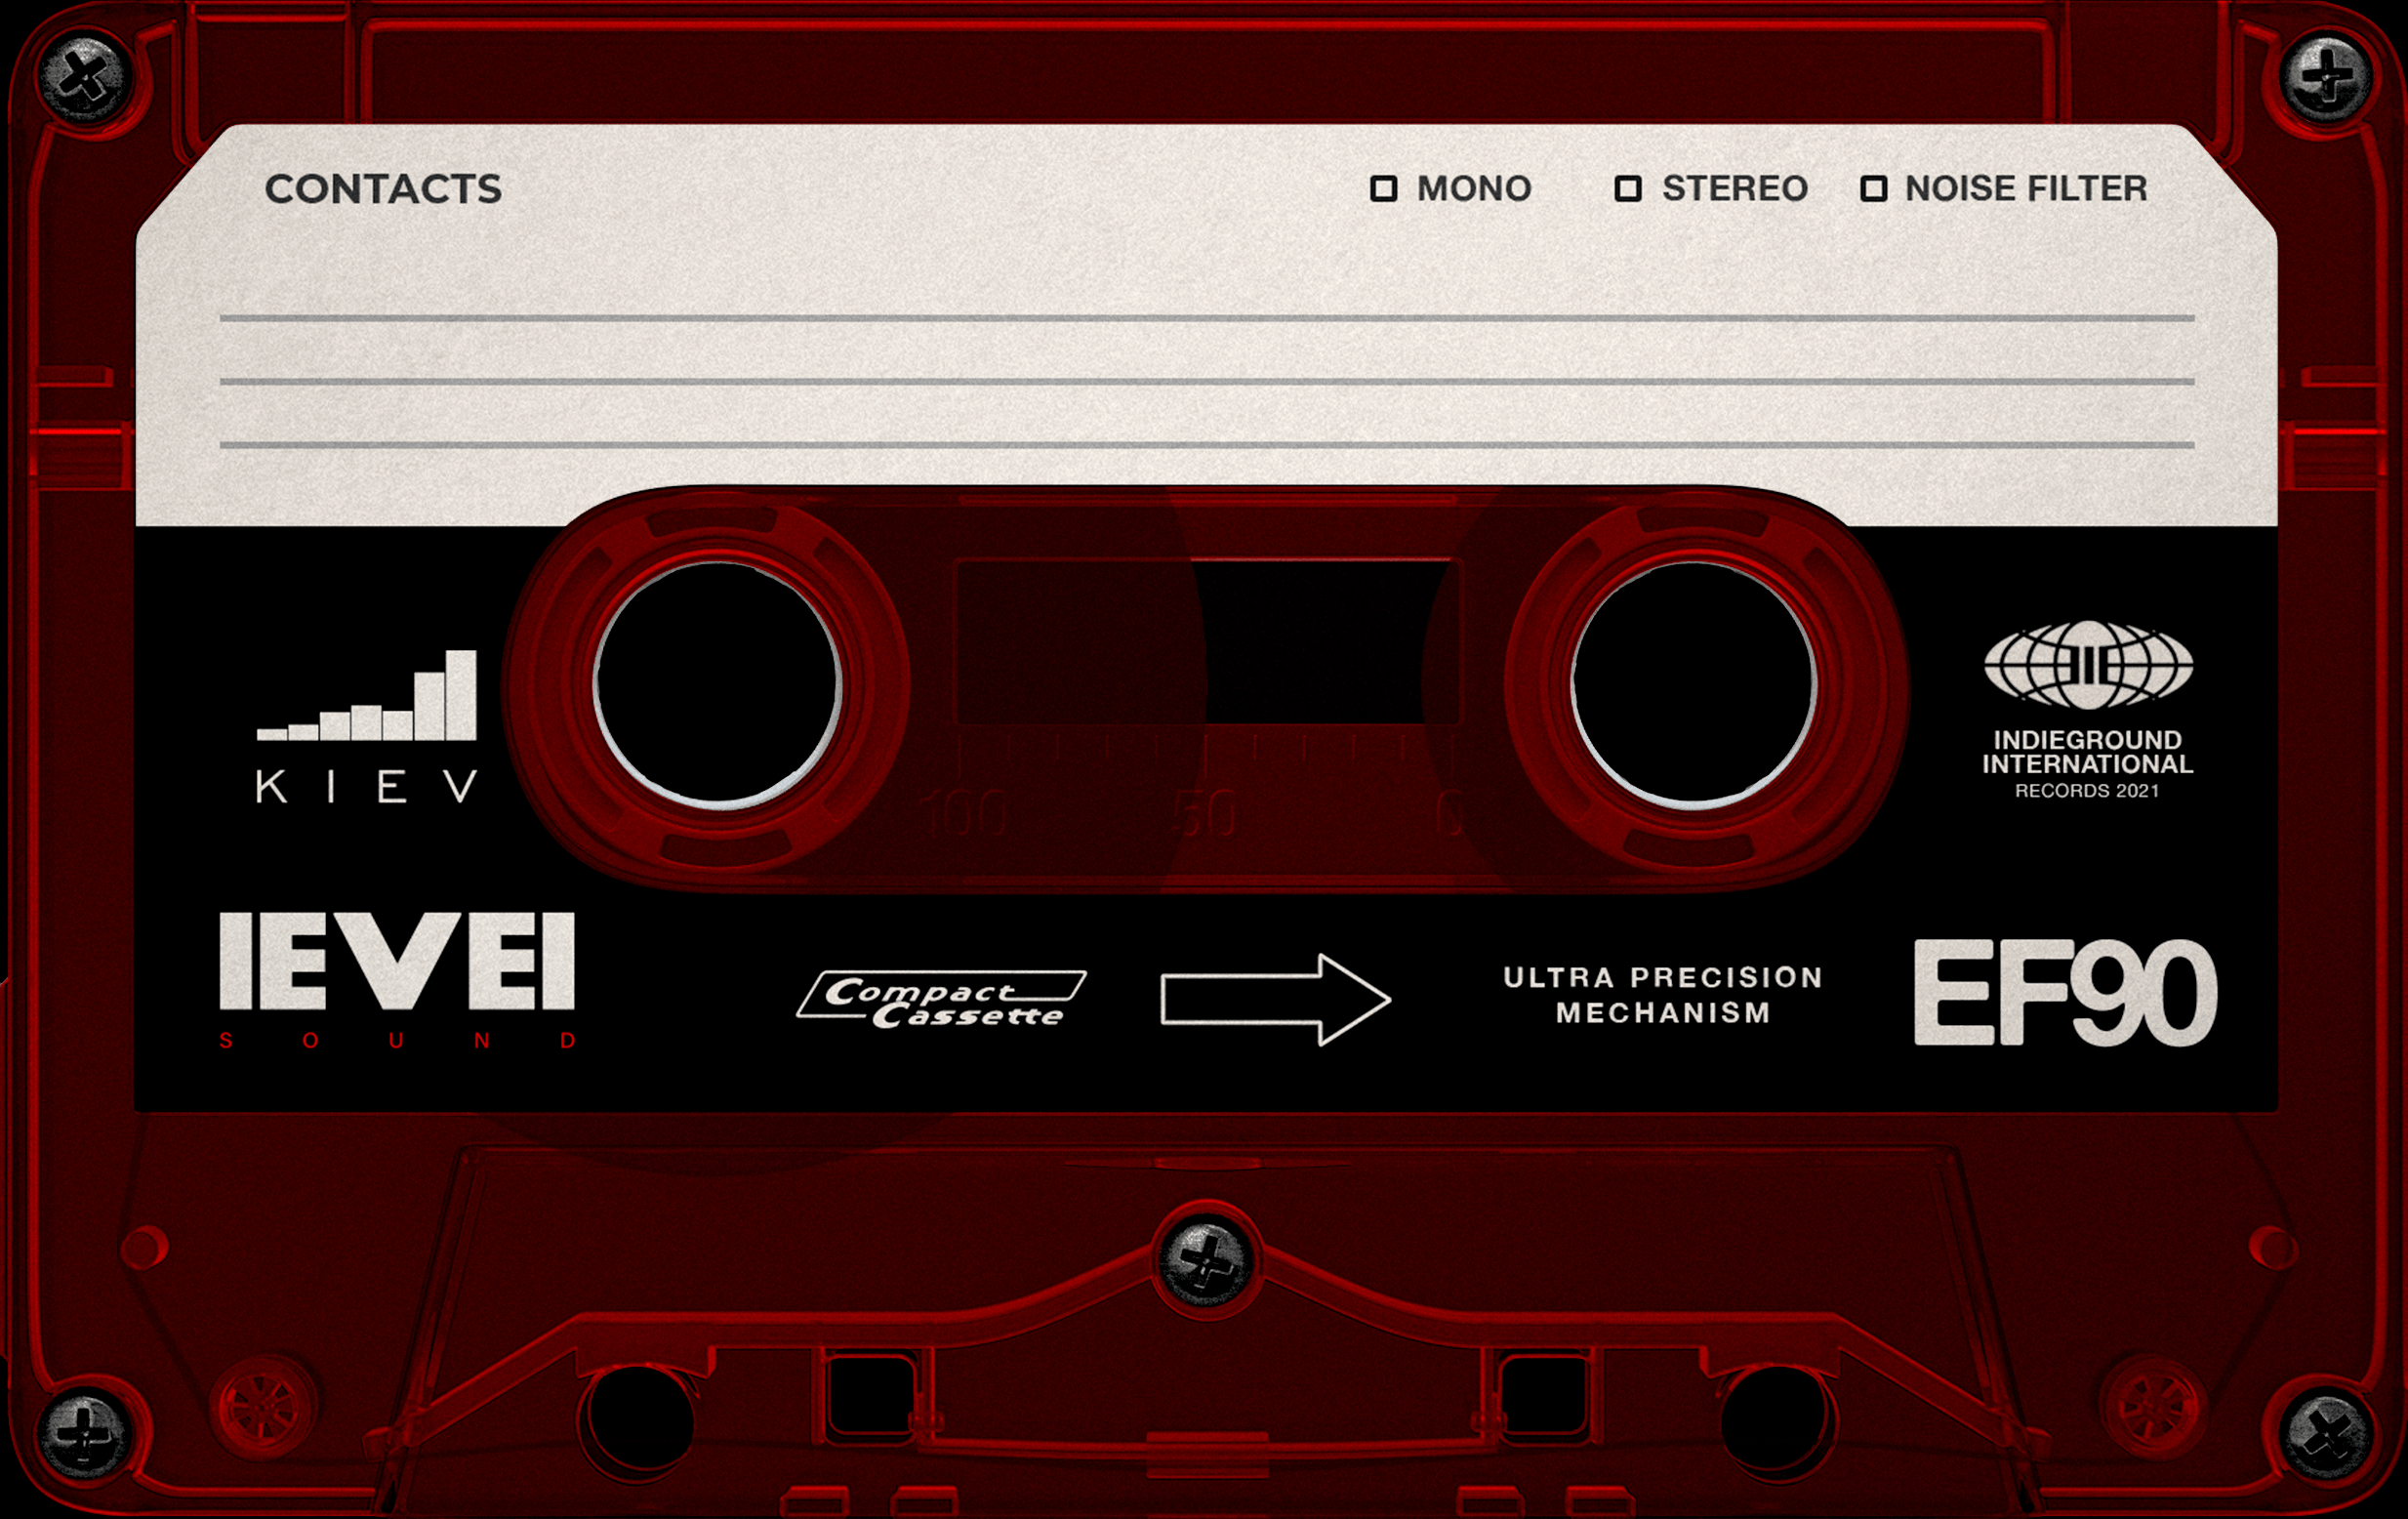 CONTACTS
MONO
STEREO
NOISE FILTER
KIEV
INDIEGROUND
INTERNATIONAL
RECORDS 2021
100 50 0
lEVEl
SOUND
Compact
Cassette
ULTRA PRECISION
MECHANISM
EF90